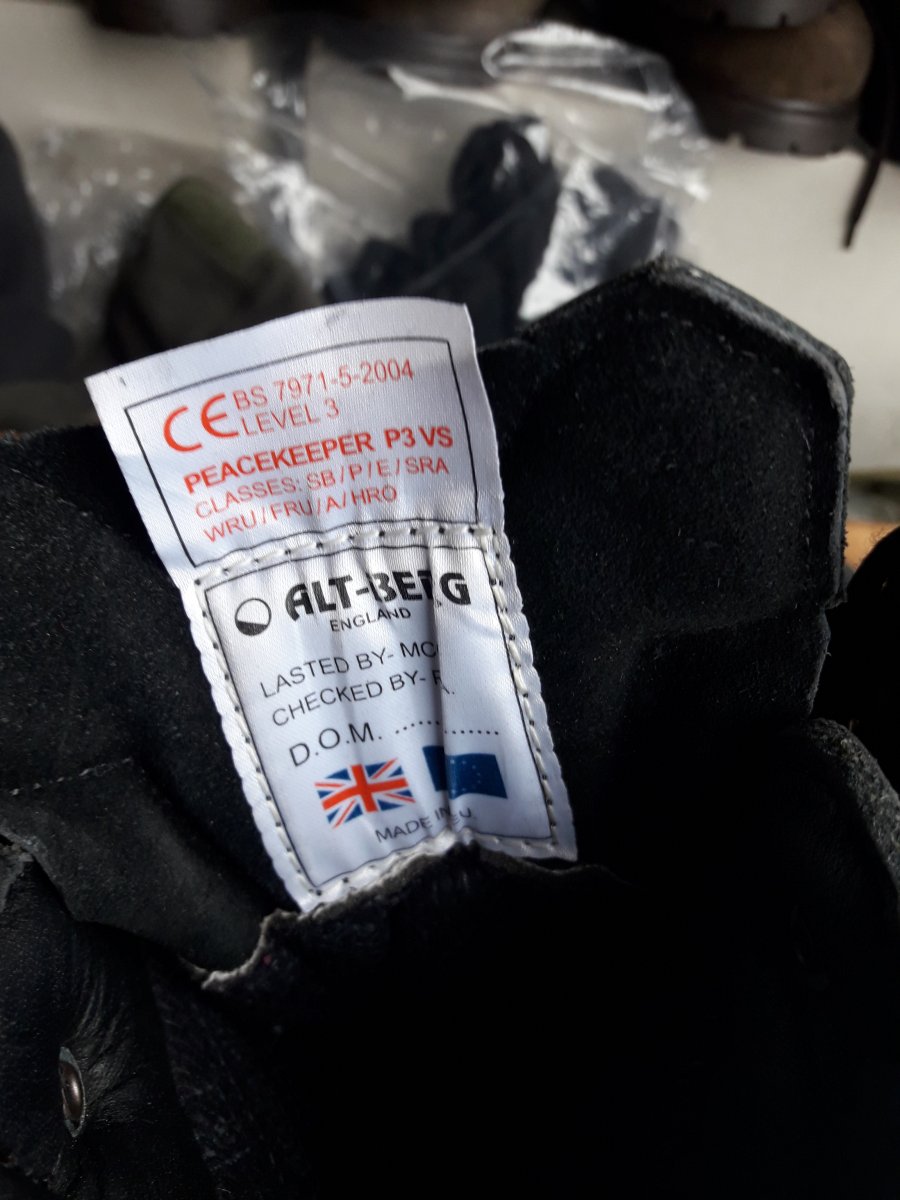 CE BS 7971-5-2004
LEVEL 3
PEACEKEEPER P3 VS
CLASSES: SB / P / E / SRA
WRU / FRU / A / HRO
ALT-BERG
ENGLAND
LASTED BY- MC
CHECKED BY-
D.O.M. .............
MADE IN